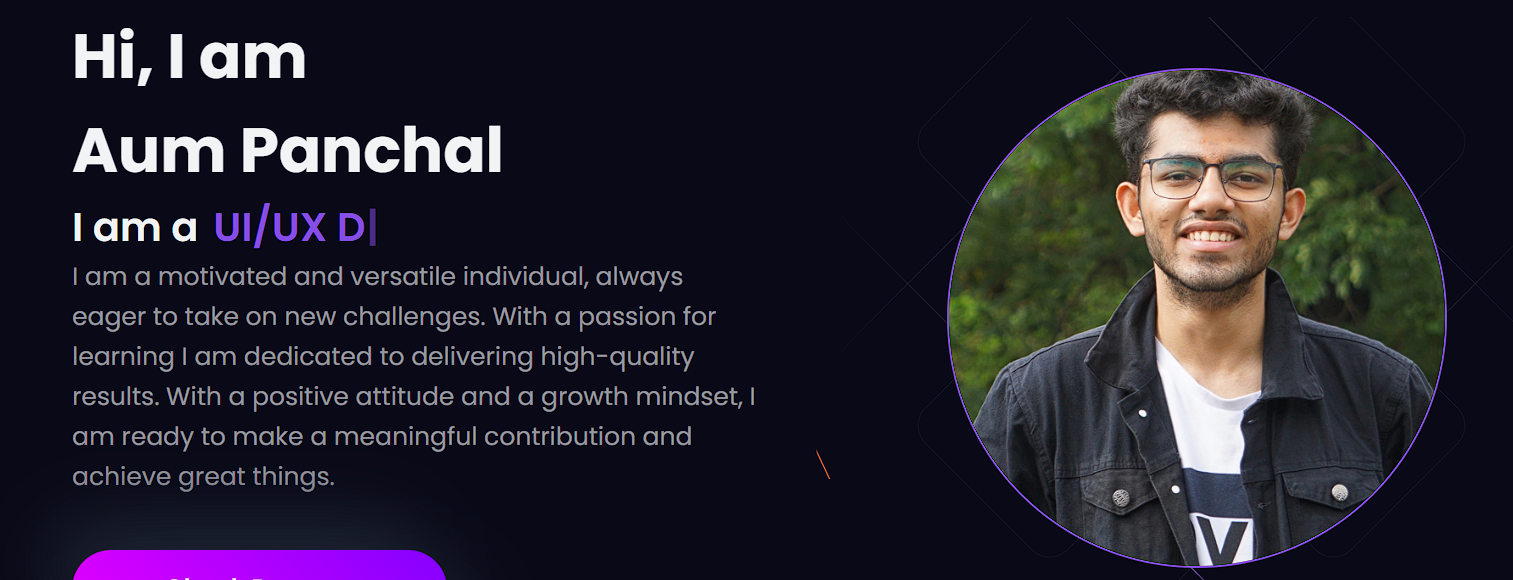 Hi, I am
Aum Panchal
I am a UI/UX D
I am a motivated and versatile individual, always
eager to take on new challenges. With a passion for
learning I am dedicated to delivering high-quality
results. With a positive attitude and a growth mindset, I
am ready to make a meaningful contribution and
achieve great things.